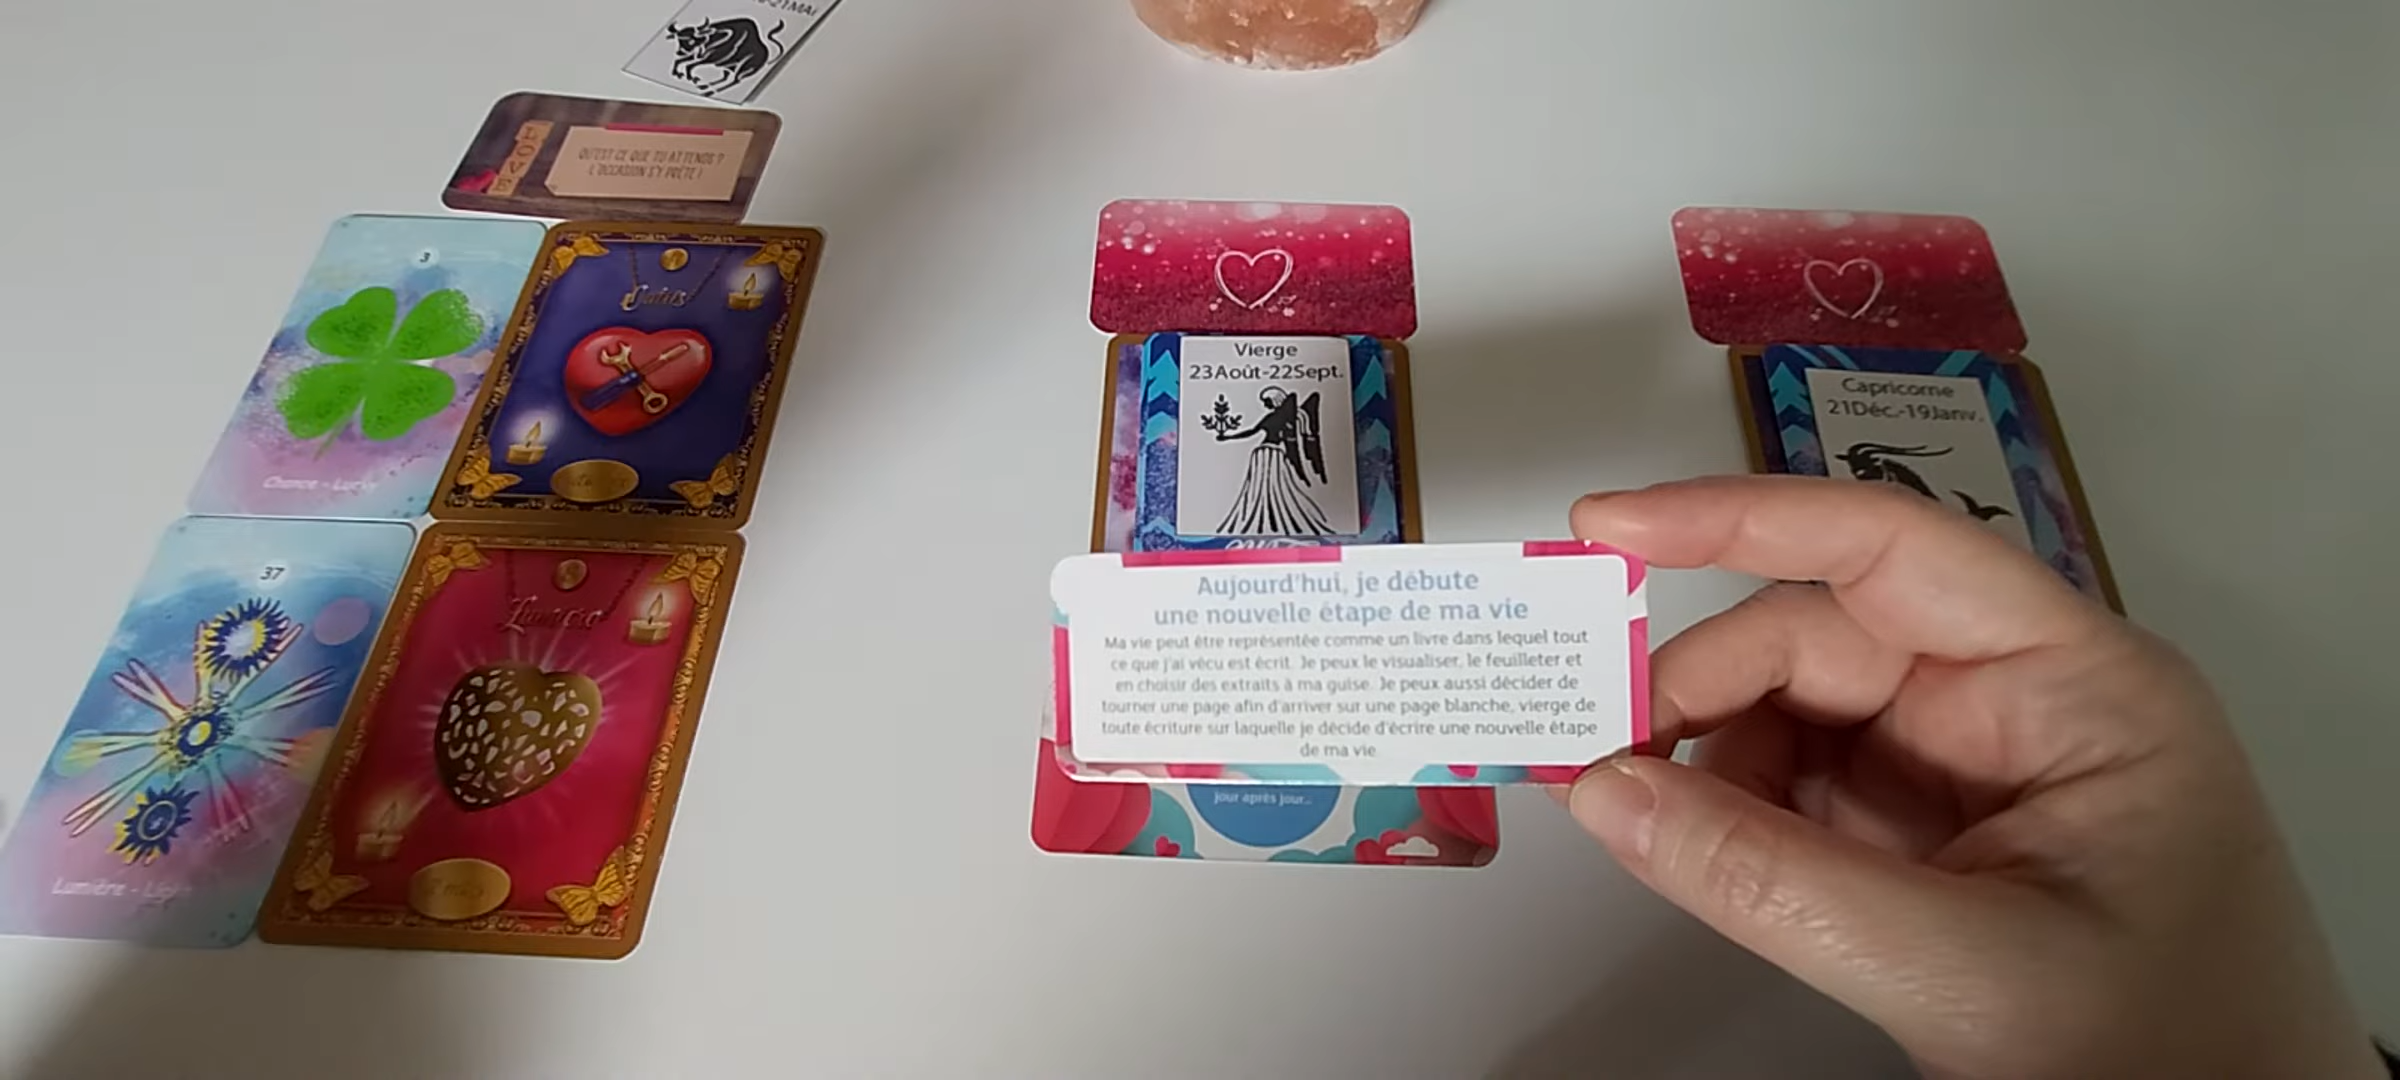 21MAI
LOVE
QU'EST CE QUE TU ATTENDS ?
L'OCCASION S'Y PRÊTE !
3
Chance - Lucky
Outils
37
Lumière - Light
Lumière
Vierge
23Août-22Sept.
Capricorne
21Déc.-19Janv.
Aujourd'hui, je débute
une nouvelle étape de ma vie
Ma vie peut être représentée comme un livre dans lequel tout
ce que j'ai vécu est écrit. Je peux le visualiser, le feuilleter et
en choisir des extraits à ma guise. Je peux aussi décider de
tourner une page afin d'arriver sur une page blanche, vierge de
toute écriture sur laquelle je décide d'écrire une nouvelle étape
de ma vie.
jour après jour...